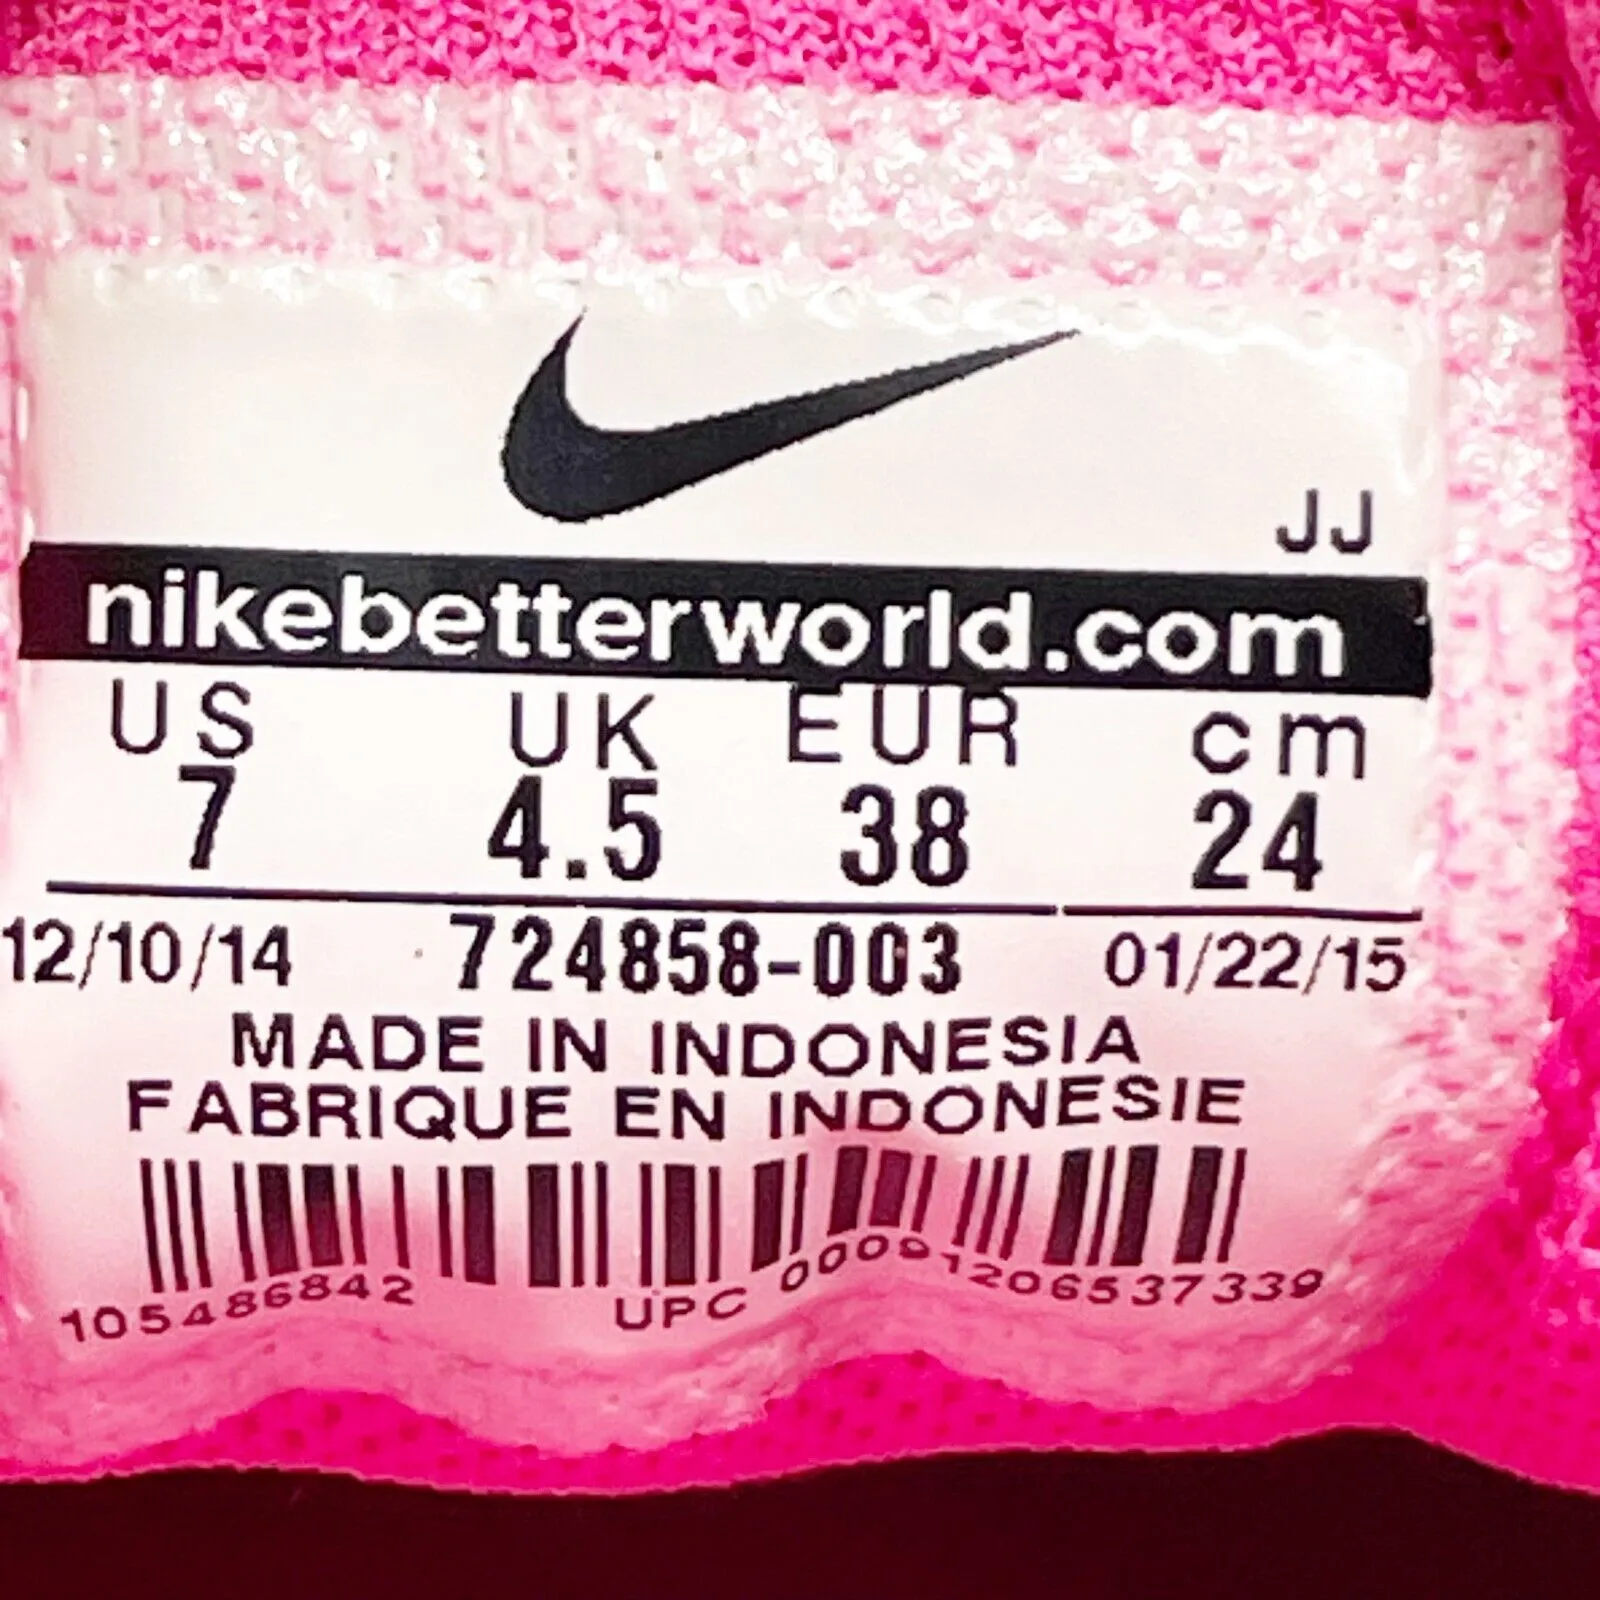 JJ
nikebetterworld.com
US UK EUR cm
7 4.5 38 24
12/10/14 724858-003 01/22/15
MADE IN INDONESIA
FABRIQUE EN INDONESIE
105486842 UPC 00091206537339